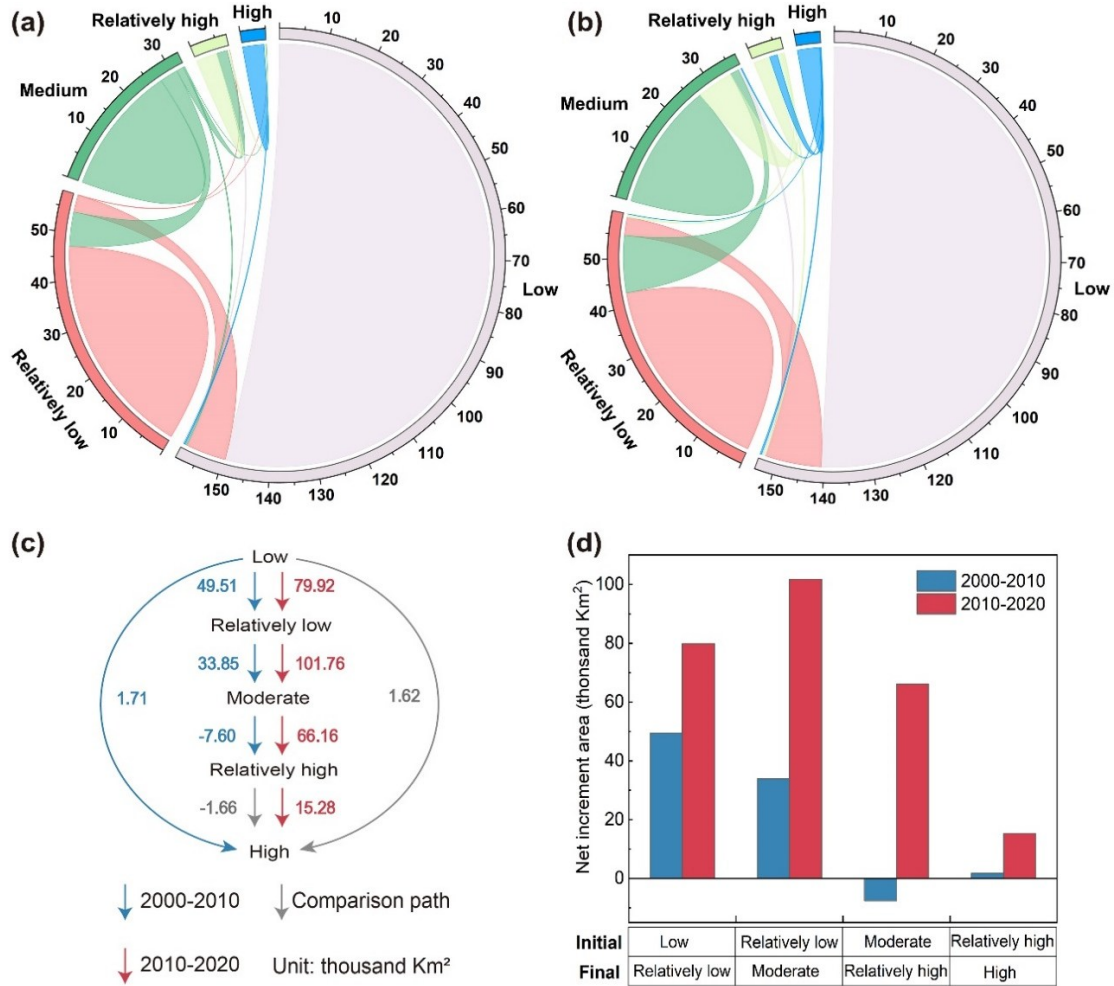 (a)
Relatively high
High
Medium
Relatively low
Low
10
20
30
40
50
60
70
80
90
100
110
120
130
140
150
10
20
30
40
50
10
20
30
(b)
Relatively high
High
Medium
Relatively low
Low
10
20
30
40
50
60
70
80
90
100
110
120
130
140
150
10
20
30
40
50
10
20
30
(c)
Low
49.51 79.92
Relatively low
33.85 101.76
1.71 Moderate 1.62
-7.60 66.16
Relatively high
-1.66 15.28
High
2000-2010 Comparison path
2010-2020 Unit: thousand Km²
(d)
Net increment area (thonsand Km²)
100
80
60
40
20
0
2000-2010
2010-2020
Initial Low Relatively low Moderate Relatively high
Final Relatively low Moderate Relatively high High